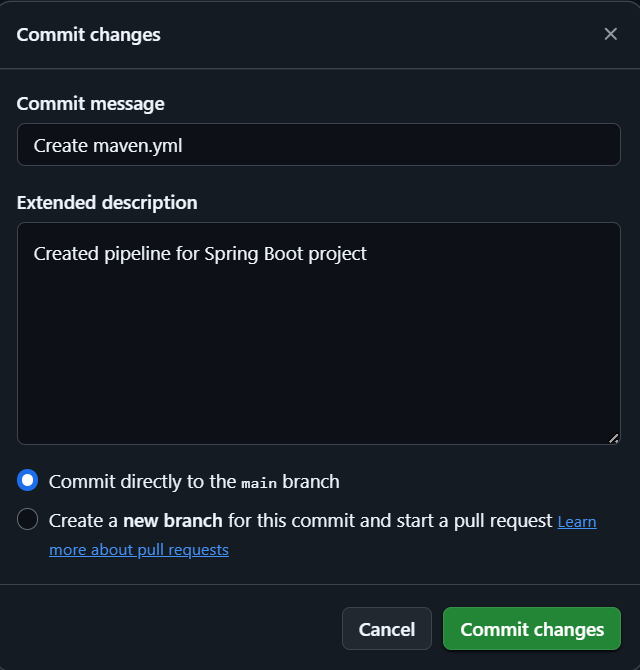 Commit changes
Commit message
Create maven.yml
Extended description
Created pipeline for Spring Boot project
Commit directly to the main branch
Create a new branch for this commit and start a pull request Learn
more about pull requests
Cancel
Commit changes